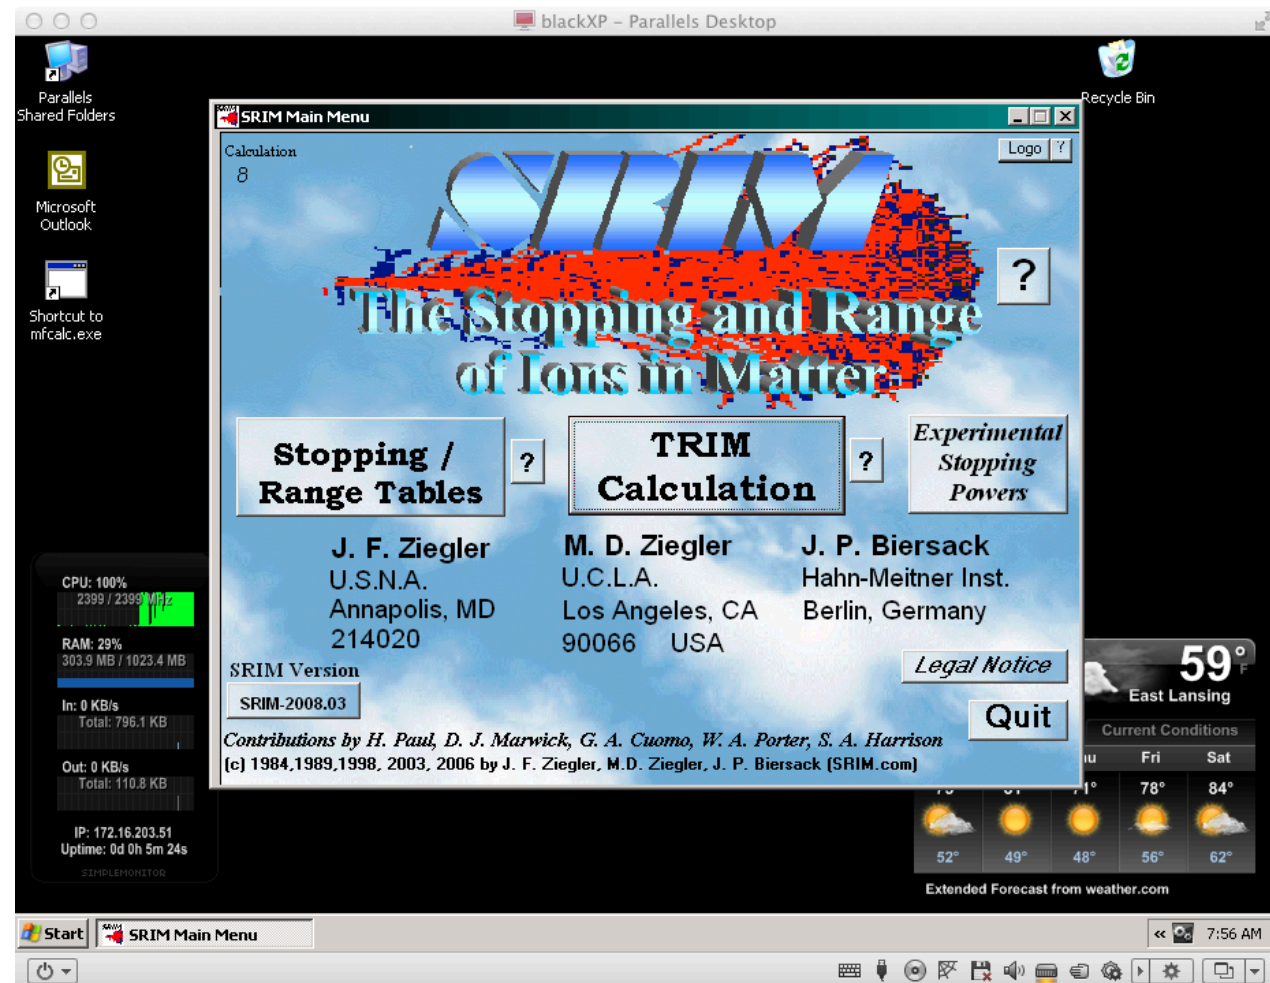 blackXP - Parallels Desktop
Parallels
Shared Folders
Recycle Bin
Microsoft
Outlook
Shortcut to
mfcalc.exe
SRIM Main Menu
Calculation
8
Logo ?
SRIM
?
The Stopping and Range
of Ions in Matter
Stopping /
Range Tables
?
TRIM
Calculation
?
Experimental
Stopping
Powers
J. F. Ziegler
U.S.N.A.
Annapolis, MD
214020
M. D. Ziegler
U.C.L.A.
Los Angeles, CA
90066 USA
J. P. Biersack
Hahn-Meitner Inst.
Berlin, Germany
SRIM Version
SRIM-2008.03
Legal Notice
Quit
Contributions by H. Paul, D. J. Marwick, G. A. Cuomo, W. A. Porter, S. A. Harrison
(c) 1984,1989,1998, 2003, 2006 by J. F. Ziegler, M.D. Ziegler, J. P. Biersack (SRIM.com)
CPU: 100%
2399 / 2399 MHz
RAM: 29%
303.9 MB / 1023.4 MB
In: 0 KB/s
Total: 796.1 KB
Out: 0 KB/s
Total: 110.8 KB
IP: 172.16.203.51
Uptime: 0d 0h 5m 24s
SIMPLEMONITOR
59°F
East Lansing
Current Conditions
Fri Sat
78° 84°
52° 49° 48° 56° 62°
Extended Forecast from weather.com
Start
SRIM Main Menu
« 7:56 AM